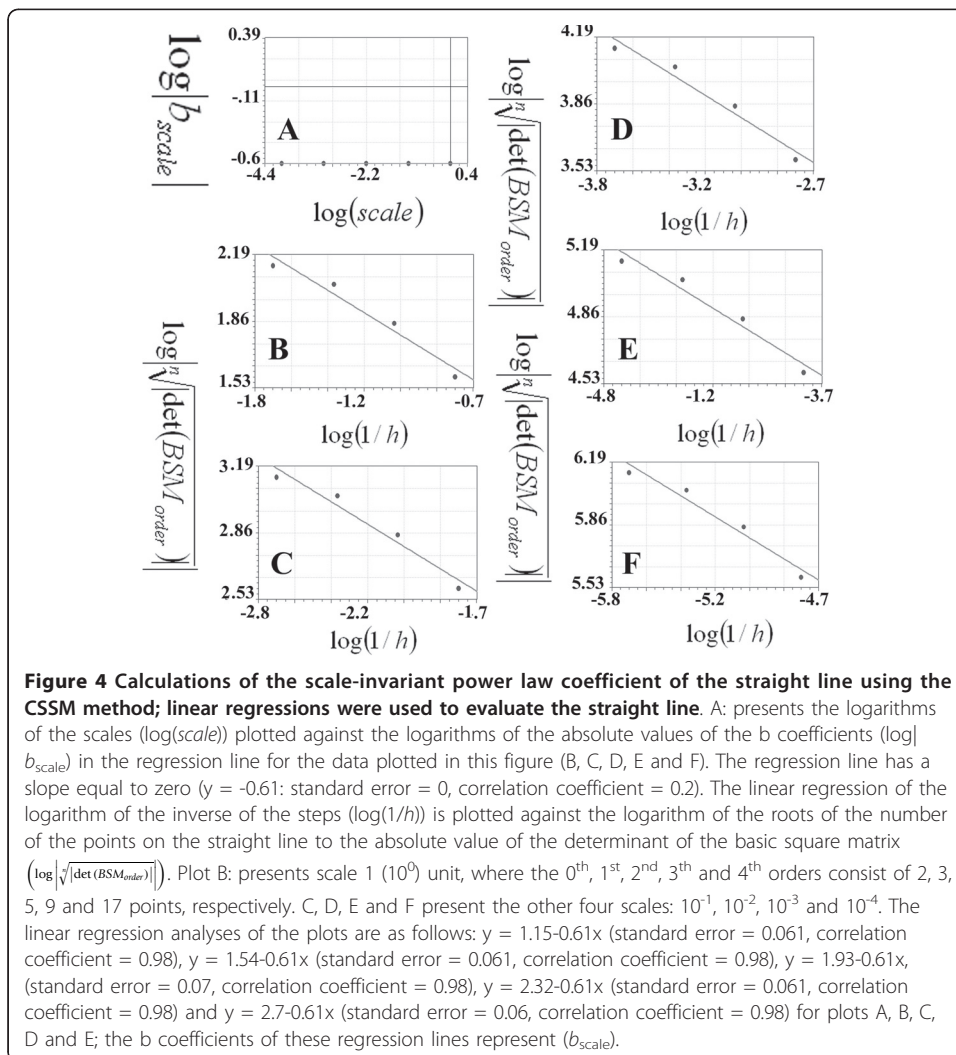 0.39
-.11
-0.6
-4.4
-2.2
0.4
log|b_scale|
A
log(scale)
4.19
3.86
3.53
-3.8
-3.2
-2.7
log|ⁿ√|det(BSM_order)||
D
log(1/h)
2.19
1.86
1.53
-1.8
-1.2
-0.7
log|ⁿ√|det(BSM_order)||
B
log(1/h)
5.19
4.86
4.53
-4.8
-1.2
-3.7
log|ⁿ√|det(BSM_order)||
E
log(1/h)
3.19
2.86
2.53
-2.8
-2.2
-1.7
C
log(1/h)
6.19
5.86
5.53
-5.8
-5.2
-4.7
F
log(1/h)
Figure 4 Calculations of the scale-invariant power law coefficient of the straight line using the
CSSM method; linear regressions were used to evaluate the straight line. A: presents the logarithms
of the scales (log(scale)) plotted against the logarithms of the absolute values of the b coefficients (log|
b_scale) in the regression line for the data plotted in this figure (B, C, D, E and F). The regression line has a
slope equal to zero (y = -0.61: standard error = 0, correlation coefficient = 0.2). The linear regression of the
logarithm of the inverse of the steps (log(1/h)) is plotted against the logarithm of the roots of the number
of the points on the straight line to the absolute value of the determinant of the basic square matrix
(log|ⁿ√|det(BSM_order)||). Plot B: presents scale 1 (10⁰) unit, where the 0ᵗʰ, 1ˢᵗ, 2ⁿᵈ, 3ᵗʰ and 4ᵗʰ orders consist of 2, 3,
5, 9 and 17 points, respectively. C, D, E and F present the other four scales: 10⁻¹, 10⁻², 10⁻³ and 10⁻⁴. The
linear regression analyses of the plots are as follows: y = 1.15-0.61x (standard error = 0.061, correlation
coefficient = 0.98), y = 1.54-0.61x (standard error = 0.061, correlation coefficient = 0.98), y = 1.93-0.61x,
(standard error = 0.07, correlation coefficient = 0.98), y = 2.32-0.61x (standard error = 0.061, correlation
coefficient = 0.98) and y = 2.7-0.61x (standard error = 0.06, correlation coefficient = 0.98) for plots A, B, C,
D and E; the b coefficients of these regression lines represent (b_scale).